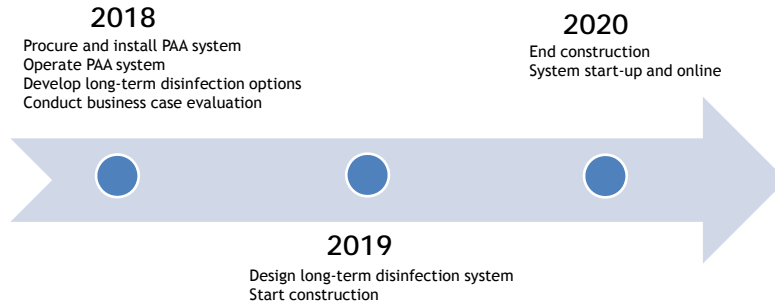 2018
Procure and install PAA system
Operate PAA system
Develop long-term disinfection options
Conduct business case evaluation
2020
End construction
System start-up and online
2019
Design long-term disinfection system
Start construction